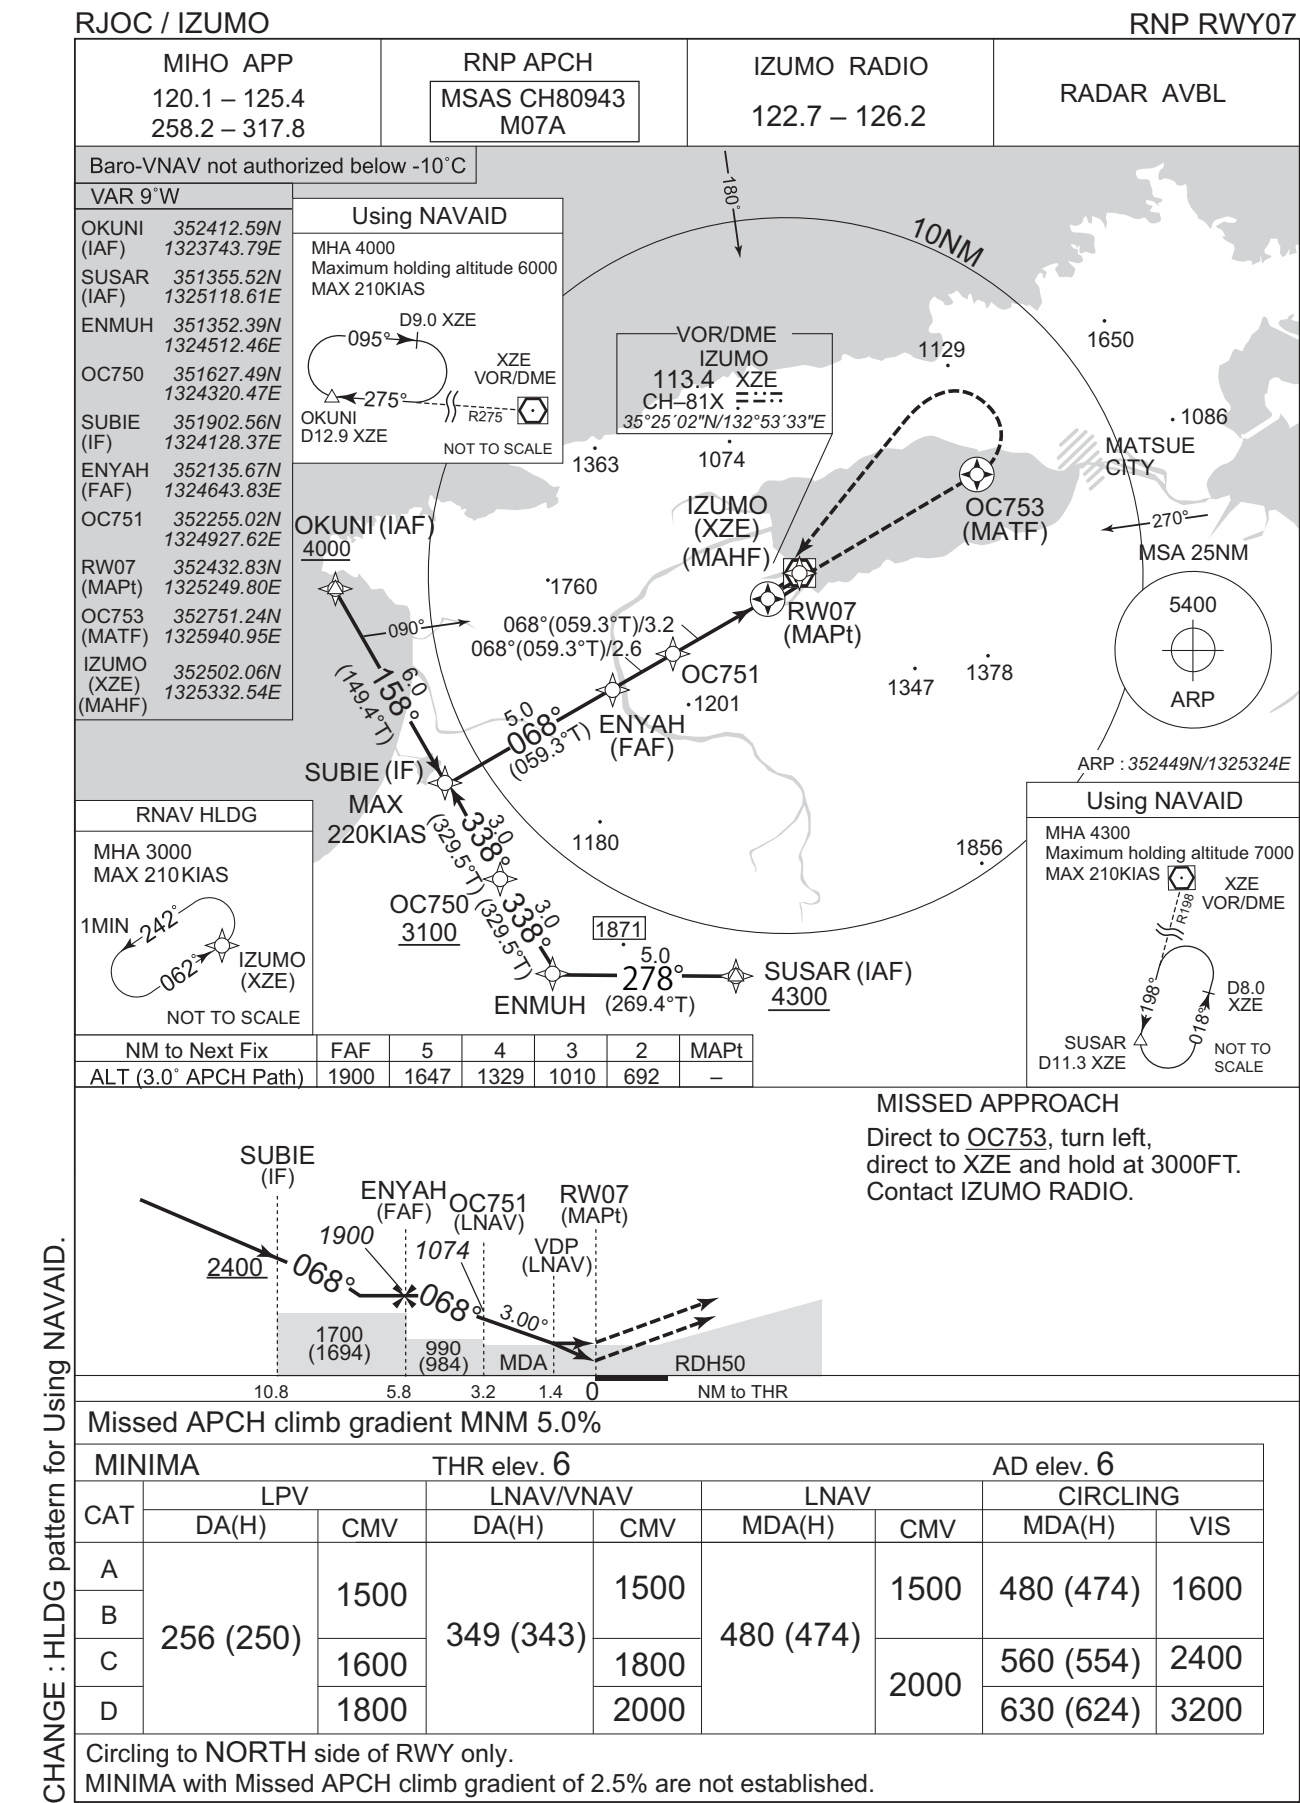 RJOC / IZUMO
RNP RWY07
MIHO APP
120.1 – 125.4
258.2 – 317.8
RNP APCH
MSAS CH80943
M07A
IZUMO RADIO
122.7 – 126.2
RADAR AVBL
Baro-VNAV not authorized below -10˚C
VAR 9˚W
OKUNI 352412.59N
(IAF) 1323743.79E
SUSAR 351355.52N
(IAF) 1325118.61E
ENMUH 351352.39N
1324512.46E
OC750 351627.49N
1324320.47E
SUBIE 351902.56N
(IF) 1324128.37E
ENYAH 352135.67N
(FAF) 1324643.83E
OC751 352255.02N
1324927.62E
RW07 352432.83N
(MAPt) 1325249.80E
OC753 352751.24N
(MATF) 1325940.95E
IZUMO 352502.06N
(XZE) 1325332.54E
(MAHF)
Using NAVAID
MHA 4000
Maximum holding altitude 6000
MAX 210KIAS
D9.0 XZE
095°
XZE
VOR/DME
275°
R275
OKUNI
D12.9 XZE
NOT TO SCALE
180°
10NM
VOR/DME
IZUMO
113.4 XZE
CH–81X
35°25´02"N/132°53´33"E
1129
1650
1086
1363
1074
MATSUE
CITY
IZUMO
(XZE)
(MAHF)
OC753
(MATF)
270°
OKUNI (IAF)
4000
MSA 25NM
5400
ARP
1760
RW07
(MAPt)
090°
068°(059.3°T)/3.2
068°(059.3°T)/2.6
OC751
1347
1378
1201
6.0
158°
(149.4°T)
5.0
068°
(059.3°T)
ENYAH
(FAF)
ARP : 352449N/1325324E
SUBIE (IF)
MAX
220KIAS
3.0
338°
(329.5°T)
1180
1856
OC750
3100
3.0
338°
(329.5°T)
1871
5.0
278°
(269.4°T)
ENMUH
SUSAR (IAF)
4300
RNAV HLDG
MHA 3000
MAX 210KIAS
1MIN
242°
062°
IZUMO
(XZE)
NOT TO SCALE
Using NAVAID
MHA 4300
Maximum holding altitude 7000
MAX 210KIAS
XZE
VOR/DME
R198
198°
018°
D8.0
XZE
SUSAR
D11.3 XZE
NOT TO
SCALE
NM to Next Fix FAF 5 4 3 2 MAPt
ALT (3.0˚ APCH Path) 1900 1647 1329 1010 692 –
MISSED APPROACH
Direct to OC753, turn left,
direct to XZE and hold at 3000FT.
Contact IZUMO RADIO.
SUBIE
(IF)
ENYAH
(FAF)
OC751
(LNAV)
RW07
(MAPt)
VDP
(LNAV)
1900
1074
2400
068°
068°
3.00°
1700
(1694)
990
(984)
MDA
RDH50
10.8 5.8 3.2 1.4 0 NM to THR
Missed APCH climb gradient MNM 5.0%
MINIMA THR elev. 6 AD elev. 6
CAT LPV LNAV/VNAV LNAV CIRCLING
DA(H) CMV DA(H) CMV MDA(H) CMV MDA(H) VIS
A
B
C
D
256 (250)
1500
1600
1800
349 (343)
1500
1800
2000
480 (474)
1500
2000
480 (474) 1600
560 (554) 2400
630 (624) 3200
Circling to NORTH side of RWY only.
MINIMA with Missed APCH climb gradient of 2.5% are not established.
CHANGE : HLDG pattern for Using NAVAID.